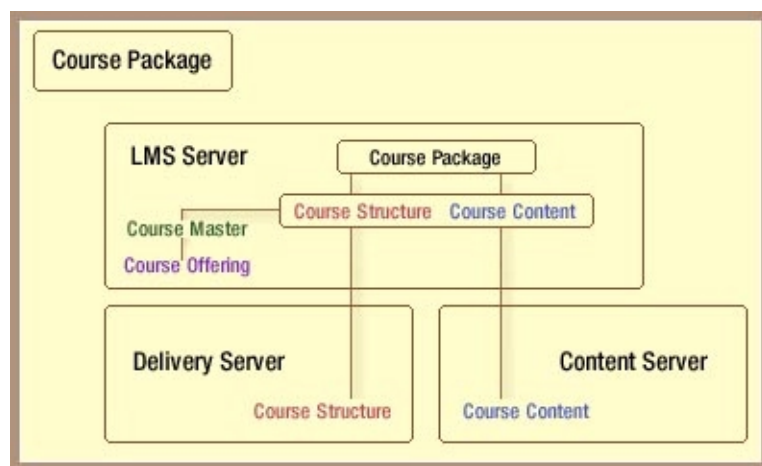 Course Package
LMS Server
Course Package
Course Structure Course Content
Course Master
Course Offering
Delivery Server
Content Server
Course Structure
Course Content